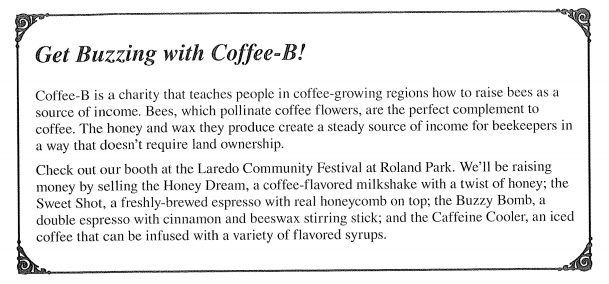 Get Buzzing with Coffee-B!
Coffee-B is a charity that teaches people in coffee-growing regions how to raise bees as a
source of income. Bees, which pollinate coffee flowers, are the perfect complement to
coffee. The honey and wax they produce create a steady source of income for beekeepers in
a way that doesn't require land ownership.
Check out our booth at the Laredo Community Festival at Roland Park. We'll be raising
money by selling the Honey Dream, a coffee-flavored milkshake with a twist of honey; the
Sweet Shot, a freshly-brewed espresso with real honeycomb on top; the Buzzy Bomb, a
double espresso with cinnamon and beeswax stirring stick; and the Caffeine Cooler, an iced
coffee that can be infused with a variety of flavored syrups.